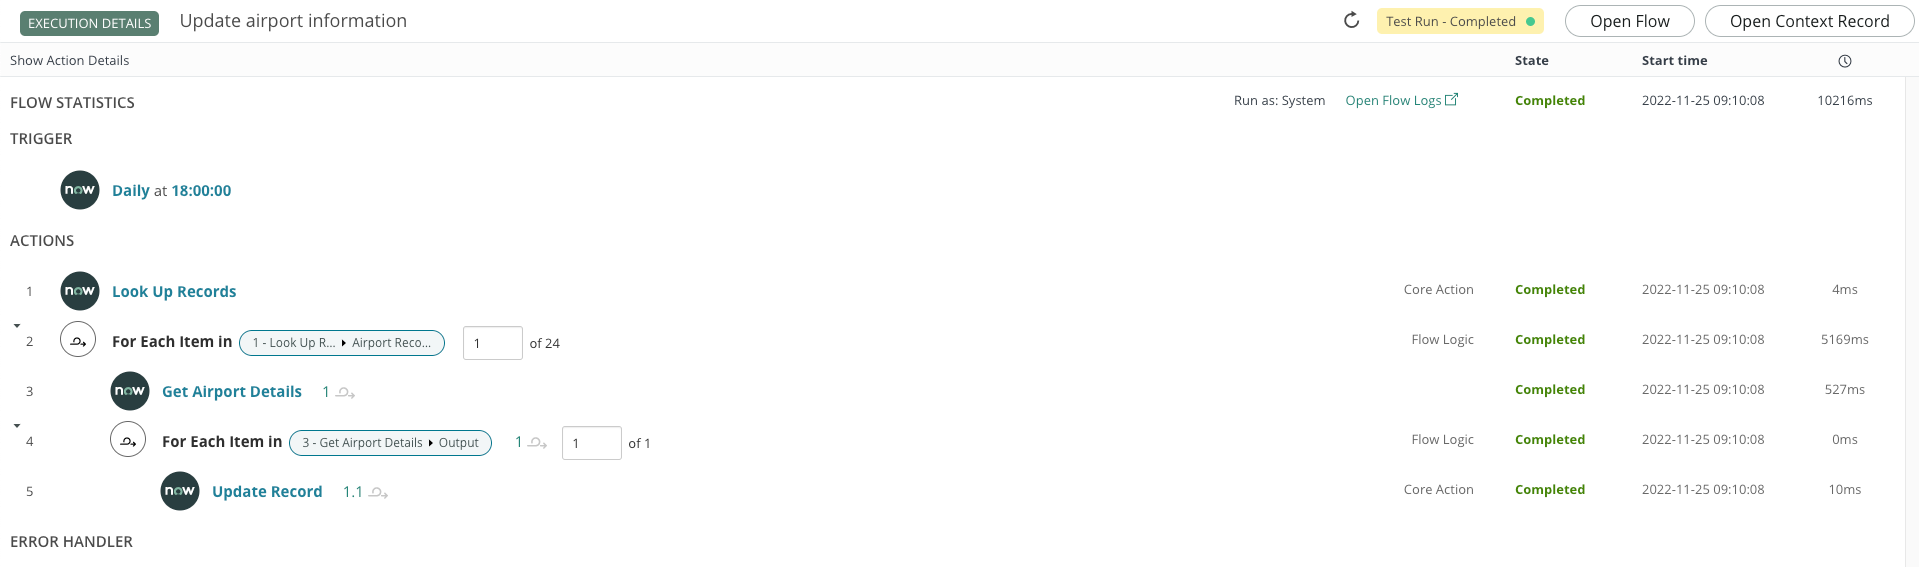 EXECUTION DETAILS Update airport information Test Run - Completed Open Flow Open Context Record
Show Action Details State Start time
FLOW STATISTICS Run as: System Open Flow Logs Completed 2022-11-25 09:10:08 10216ms
TRIGGER
now Daily at 18:00:00
ACTIONS
1 now Look Up Records Core Action Completed 2022-11-25 09:10:08 4ms
2 For Each Item in 1 - Look Up R... Airport Reco... 1 of 24 Flow Logic Completed 2022-11-25 09:10:08 5169ms
3 now Get Airport Details 1 Completed 2022-11-25 09:10:08 527ms
4 For Each Item in 3 - Get Airport Details Output 1 1 of 1 Flow Logic Completed 2022-11-25 09:10:08 0ms
5 now Update Record 1.1 Core Action Completed 2022-11-25 09:10:08 10ms
ERROR HANDLER